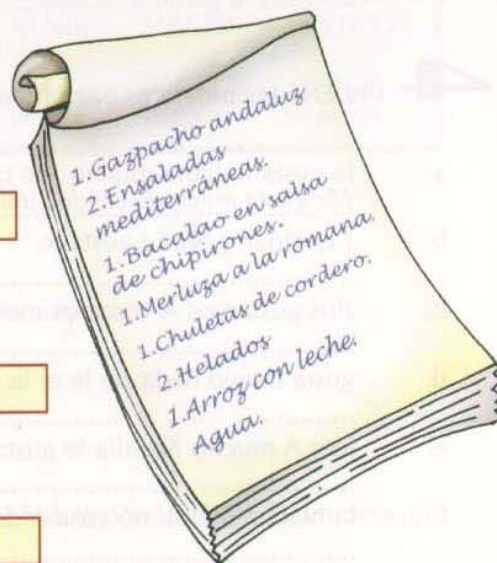 4
1.Gazpacho andaluz.
2.Ensaladas
mediterráneas.
1.Bacalao en salsa
de chipirones.
1.Merluza a la romana.
1.Chuletas de cordero.
2.Helados
1.Arroz con leche.
Agua.